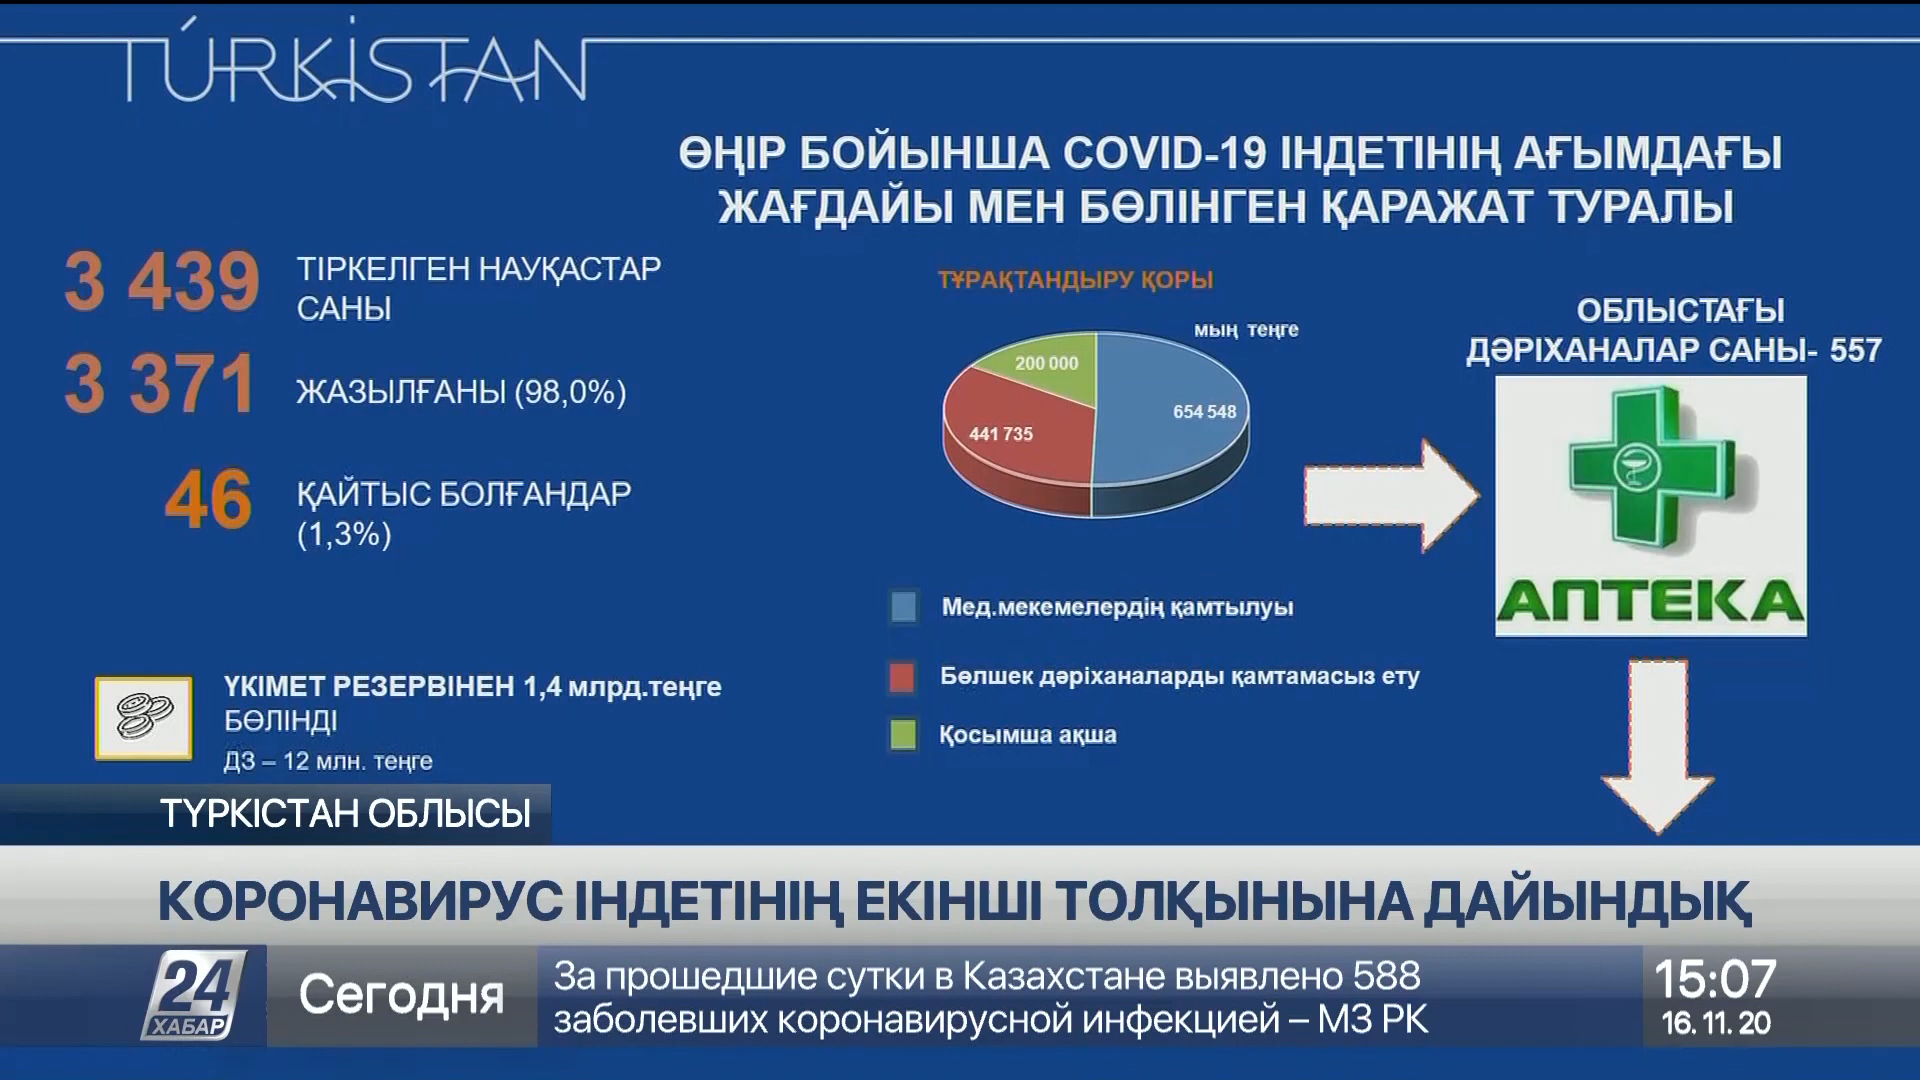 TÚRKİSTAN
ӨҢІР БОЙЫНША COVID-19 ІНДЕТІНІҢ АҒЫМДАҒЫ
ЖАҒДАЙЫ МЕН БӨЛІНГЕН ҚАРАЖАТ ТУРАЛЫ
3 439 ТІРКЕЛГЕН НАУҚАСТАР
САНЫ
3 371 ЖАЗЫЛҒАНЫ (98,0%)
46 ҚАЙТЫС БОЛҒАНДАР
(1,3%)
ҮКІМЕТ РЕЗЕРВІНЕН 1,4 млрд.теңге
БӨЛІНДІ
ДЗ – 12 млн. теңге
ТҰРАҚТАНДЫРУ ҚОРЫ
мың теңге
200 000
654 548
441 735
Мед.мекемелердің қамтылуы
Бөлшек дәріханаларды қамтамасыз ету
Қосымша ақша
ОБЛЫСТАҒЫ
ДӘРІХАНАЛАР САНЫ- 557
АПТЕКА
ТҮРКІСТАН ОБЛЫСЫ
КОРОНАВИРУС ІНДЕТІНІҢ ЕКІНШІ ТОЛҚЫНЫНА ДАЙЫНДЫҚ
24
ХАБАР
Сегодня
За прошедшие сутки в Казахстане выявлено 588
заболевших коронавирусной инфекцией – МЗ РК
15:07
16. 11. 20